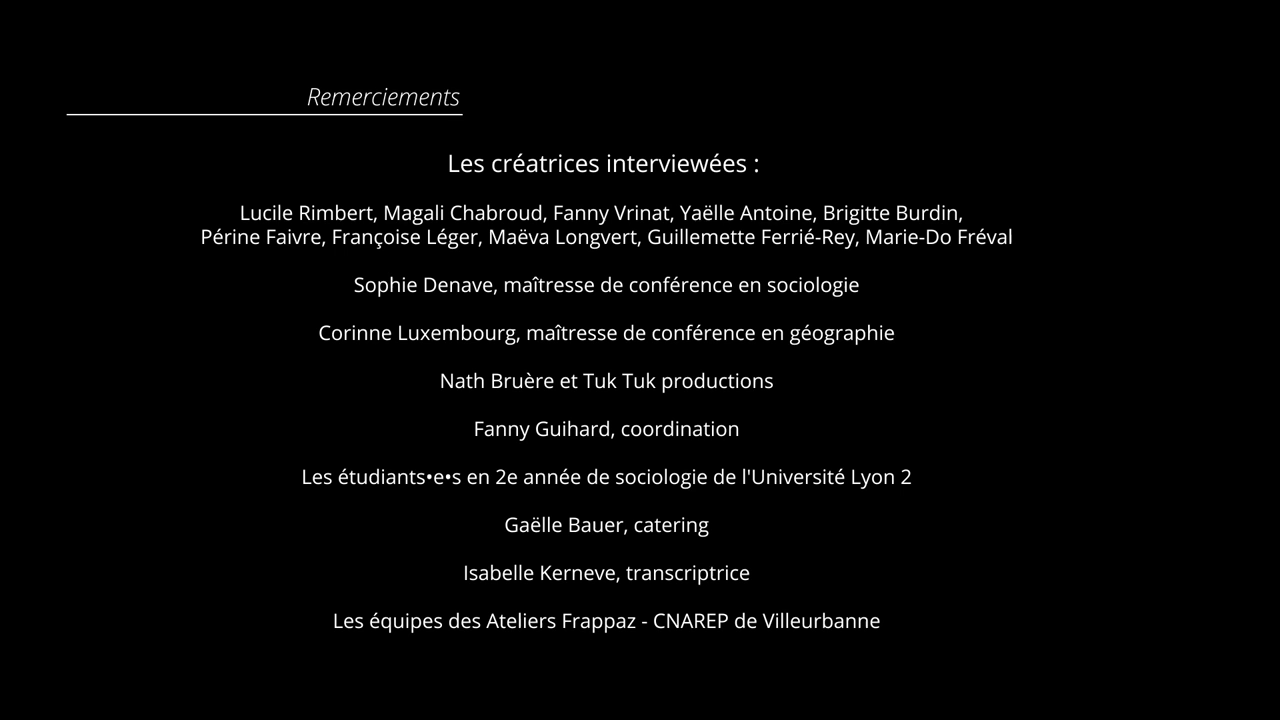 Remerciements
Les créatrices interviewées :
Lucile Rimbert, Magali Chabroud, Fanny Vrinat, Yaëlle Antoine, Brigitte Burdin,
Périne Faivre, Françoise Léger, Maëva Longvert, Guillemette Ferrié-Rey, Marie-Do Fréval
Sophie Denave, maîtresse de conférence en sociologie
Corinne Luxembourg, maîtresse de conférence en géographie
Nath Bruère et Tuk Tuk productions
Fanny Guihard, coordination
Les étudiants•e•s en 2e année de sociologie de l'Université Lyon 2
Gaëlle Bauer, catering
Isabelle Kerneve, transcriptrice
Les équipes des Ateliers Frappaz - CNAREP de Villeurbanne